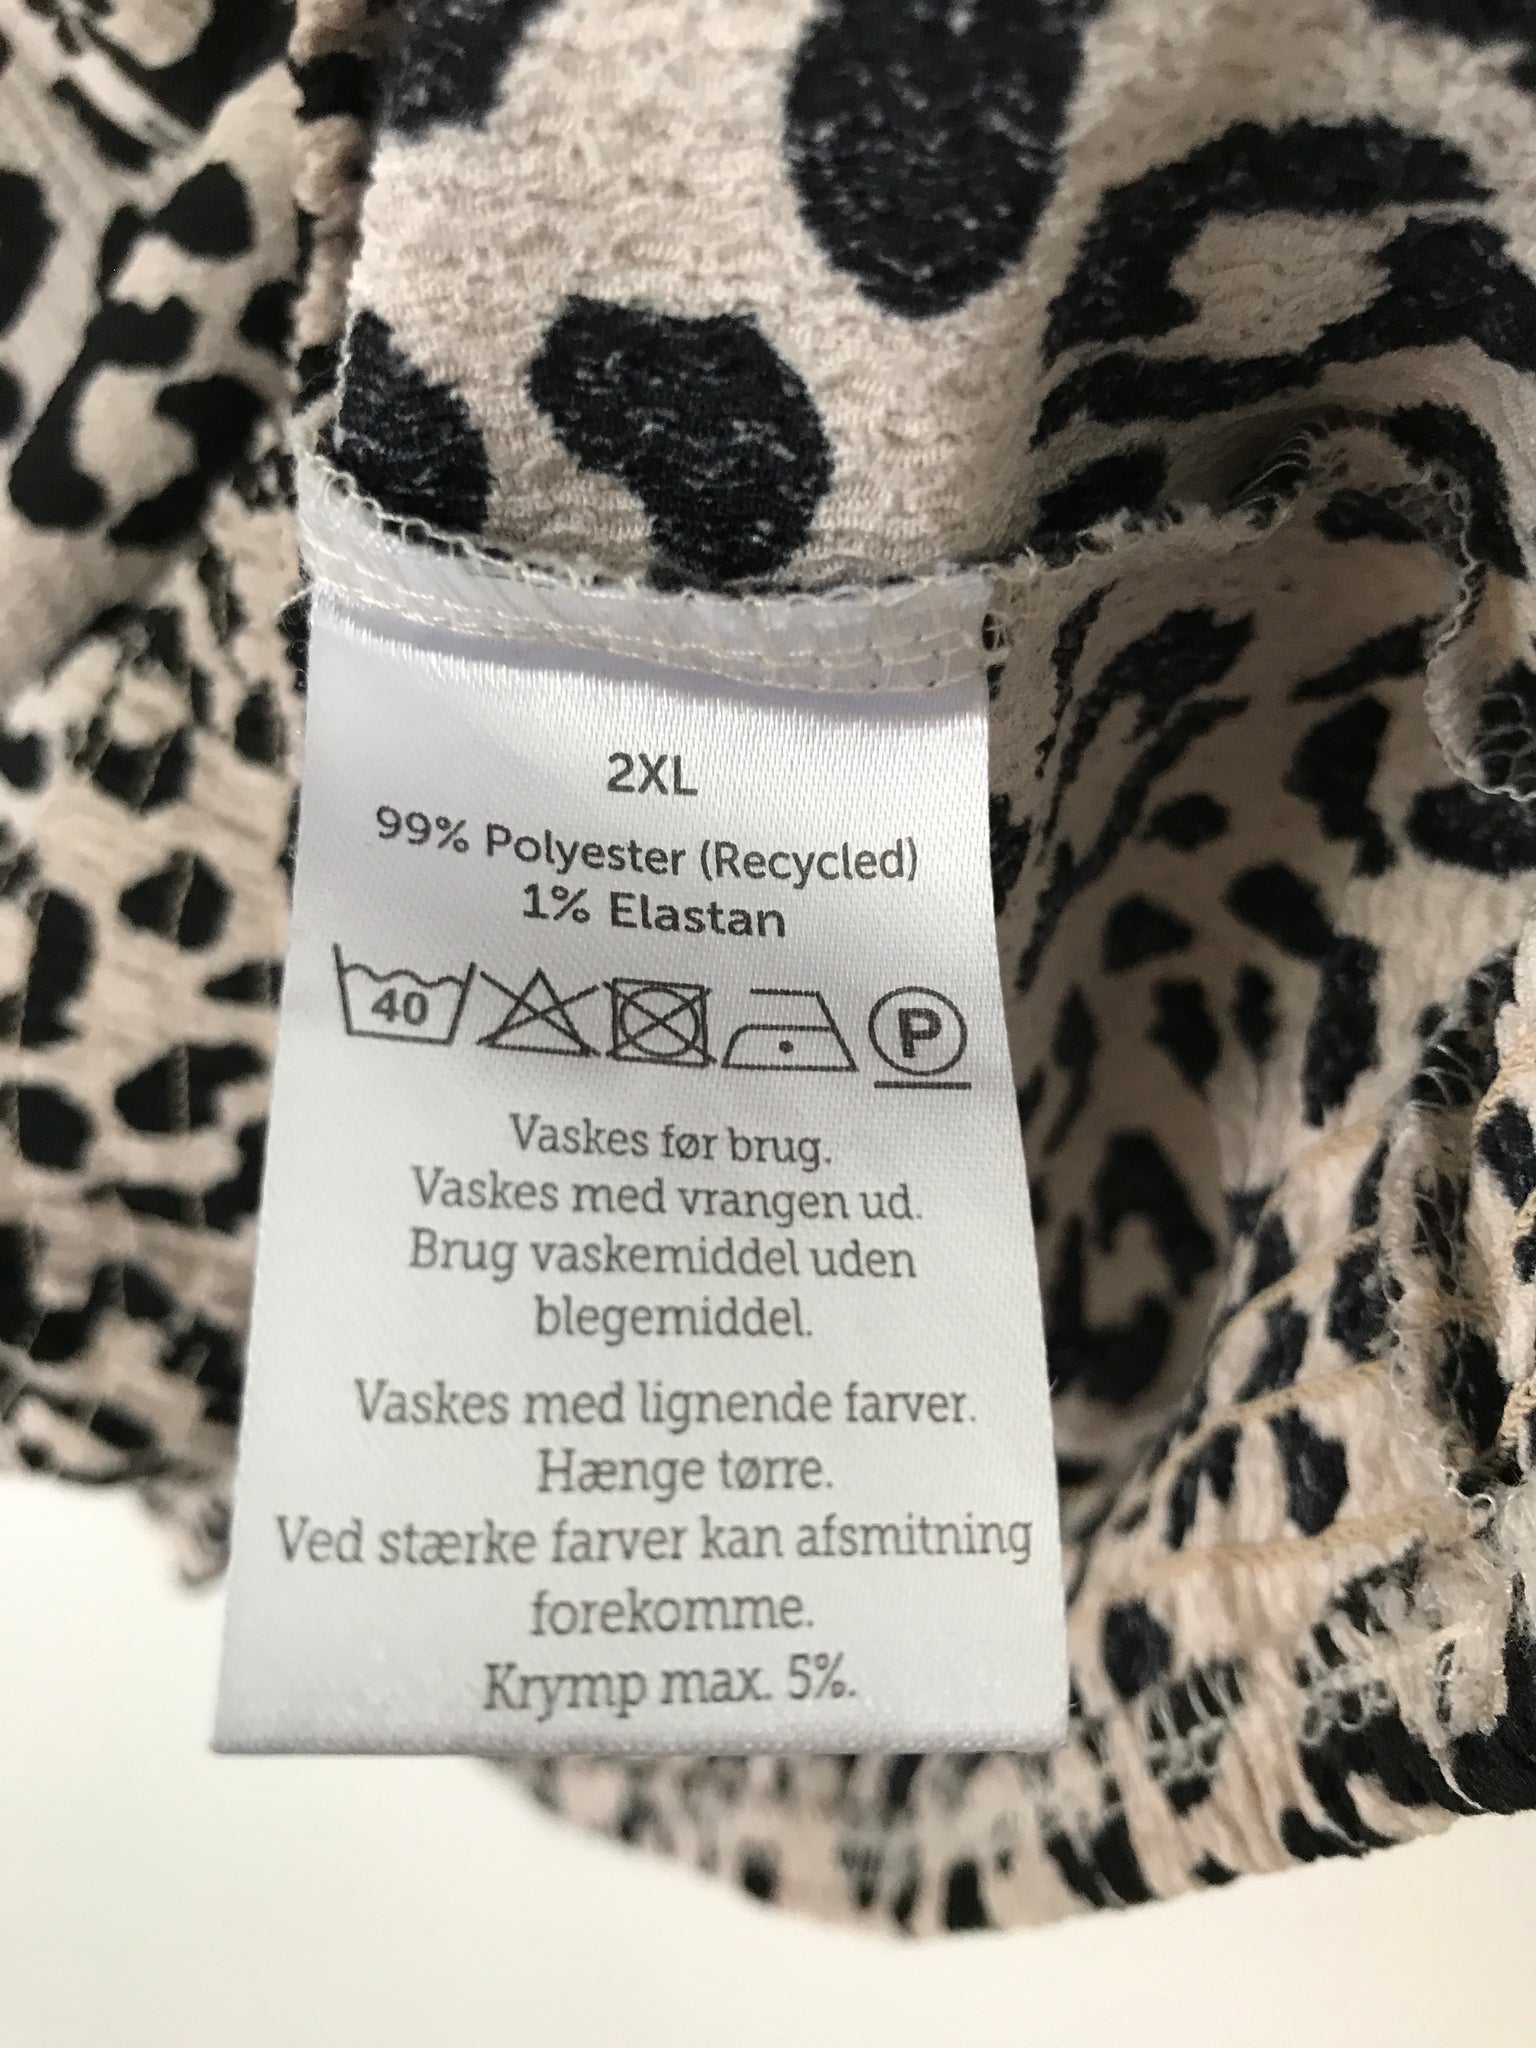 2XL
99% Polyester (Recycled)
1% Elastan
40 P
Vaskes før brug.
Vaskes med vrangen ud.
Brug vaskemiddel uden
blegemiddel.
Vaskes med lignende farver.
Hænge tørre.
Ved stærke farver kan afsmitning
forekomme.
Krymp max. 5%.